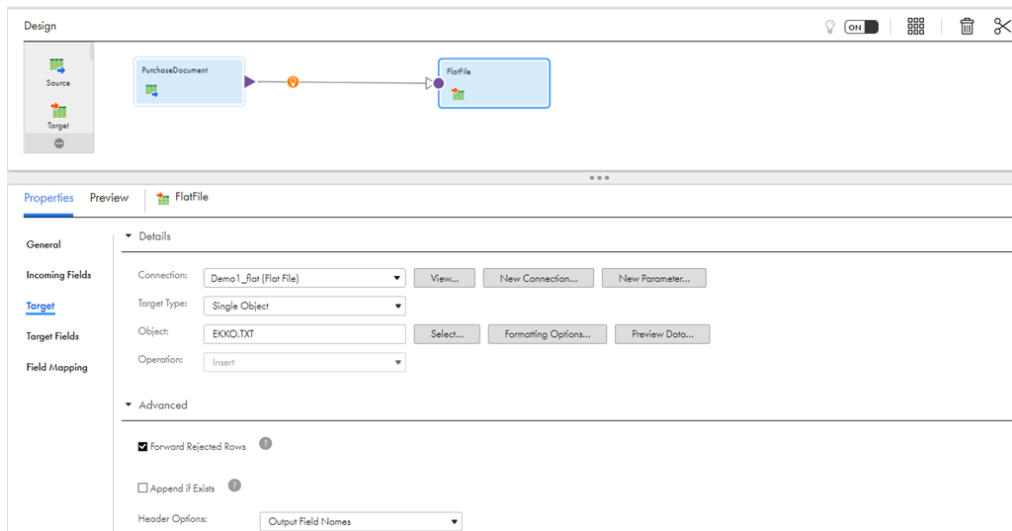 Design
ON
Source
Target
PurchaseDocument
FlatFile
Properties Preview FlatFile
General
Incoming Fields
Target
Target Fields
Field Mapping
Details
Connection: Demo1_flat (Flat File) View... New Connection... New Parameter...
Target Type: Single Object
Object: EKKO.TXT Select... Formatting Options... Preview Data...
Operation: Insert
Advanced
Forward Rejected Rows ?
Append if Exists ?
Header Options: Output Field Names